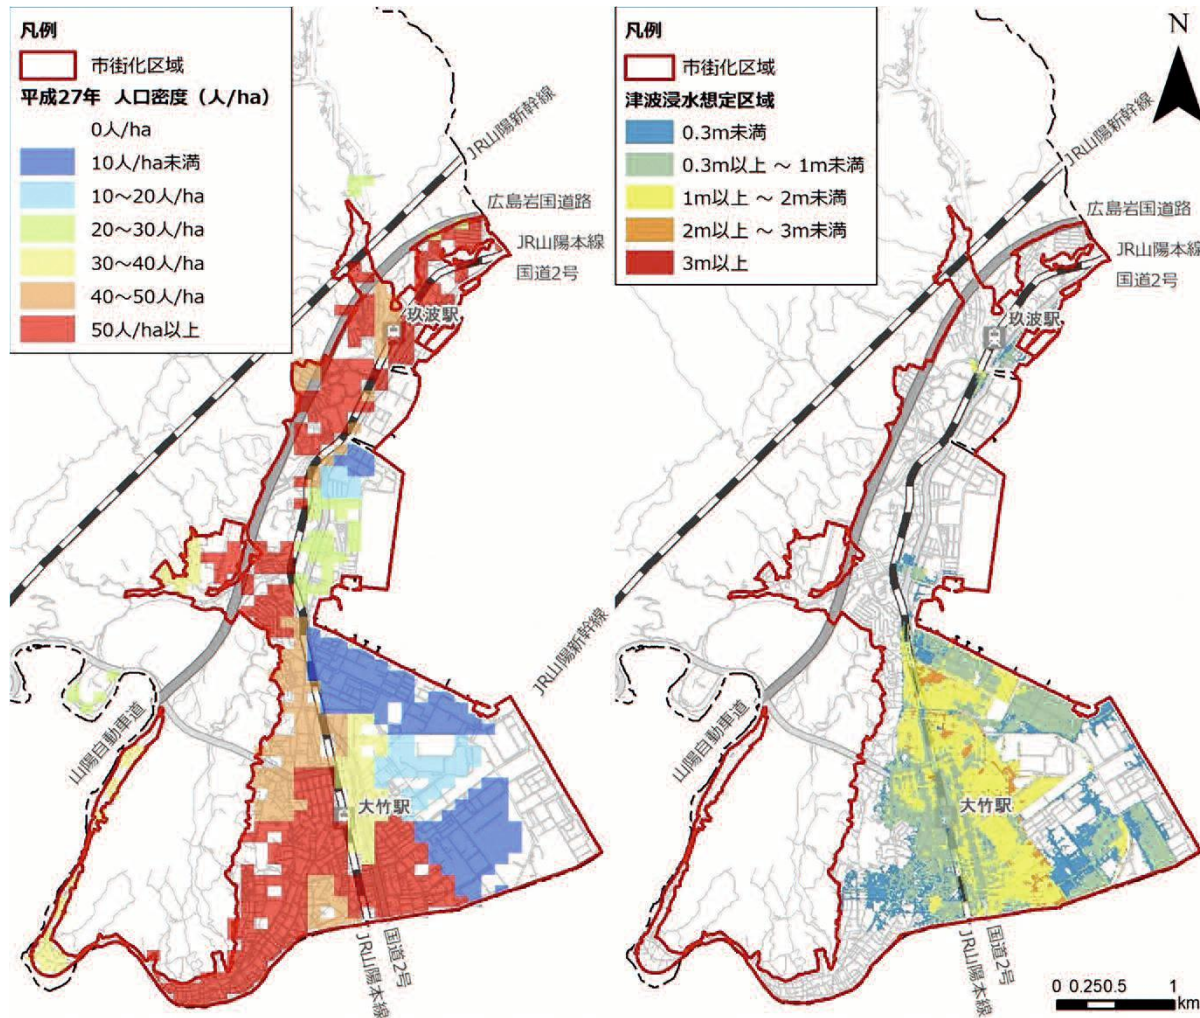 凡例
市街化区域
平成27年 人口密度（人/ha）
0人/ha
10人/ha未満
10～20人/ha
20～30人/ha
30～40人/ha
40～50人/ha
50人/ha以上
JR山陽新幹線
広島岩国道路
JR山陽本線
国道2号
玖波駅
JR山陽新幹線
山陽自動車道
大竹駅
国道2号
JR山陽本線
凡例
市街化区域
津波浸水想定区域
0.3m未満
0.3m以上 ～ 1m未満
1m以上 ～ 2m未満
2m以上 ～ 3m未満
3m以上
N
JR山陽新幹線
広島岩国道路
JR山陽本線
国道2号
玖波駅
山陽自動車道
大竹駅
国道2号
JR山陽本線
0 0.25 0.5 1
km